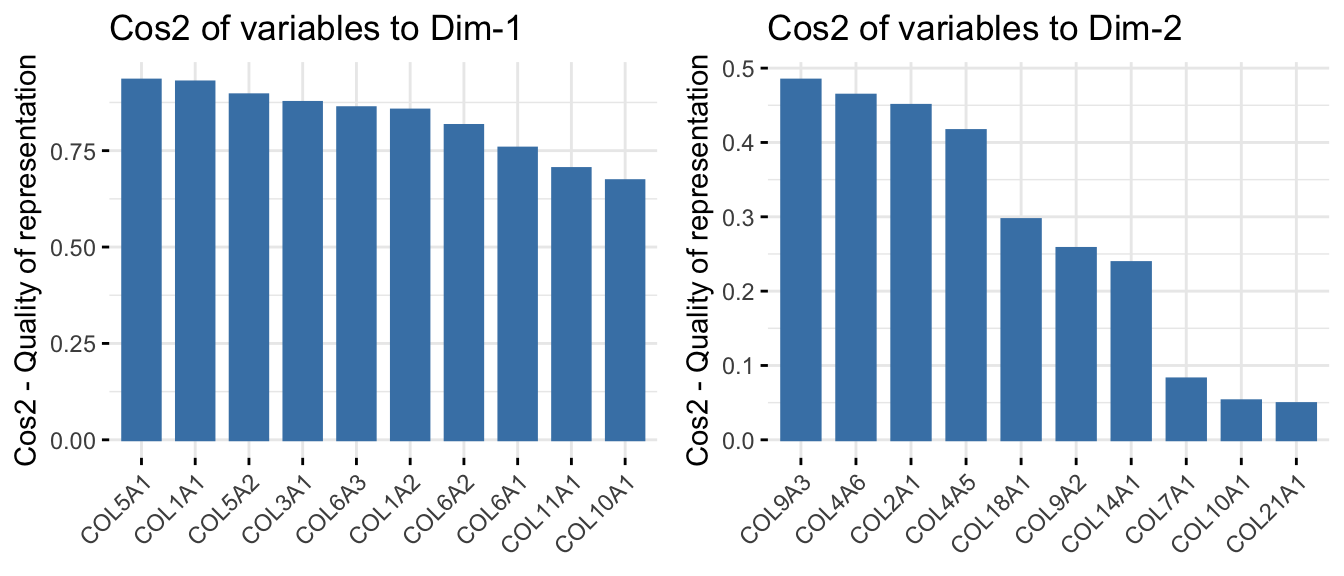 Cos2 of variables to Dim-1
Cos2 - Quality of representation
0.75
0.50
0.25
0.00
COL5A1
COL1A1
COL5A2
COL3A1
COL6A3
COL1A2
COL6A2
COL6A1
COL11A1
COL10A1
Cos2 of variables to Dim-2
Cos2 - Quality of representation
0.5
0.4
0.3
0.2
0.1
0.0
COL9A3
COL4A6
COL2A1
COL4A5
COL18A1
COL9A2
COL14A1
COL7A1
COL10A1
COL21A1